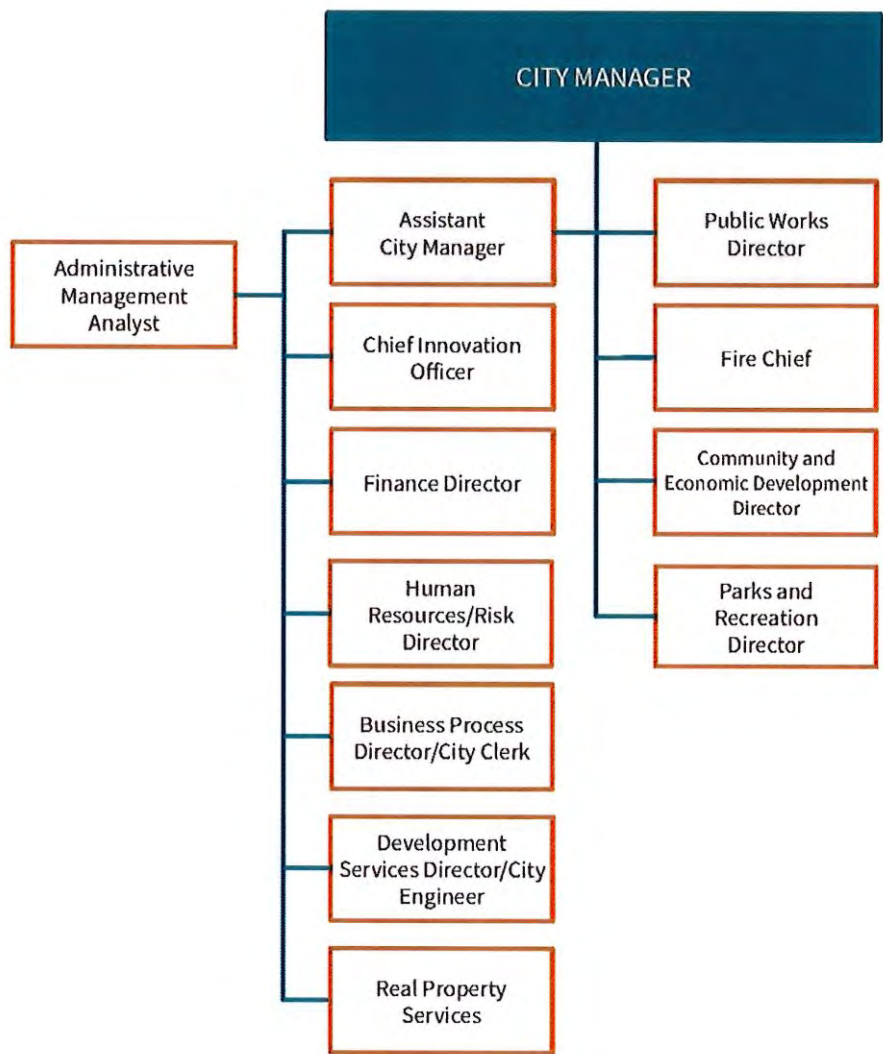 CITY MANAGER
Assistant
City Manager
Public Works
Director
Administrative
Management
Analyst
Chief Innovation
Officer
Fire Chief
Finance Director
Community and
Economic Development
Director
Human
Resources/Risk
Director
Parks and
Recreation
Director
Business Process
Director/City Clerk
Development
Services Director/City
Engineer
Real Property
Services